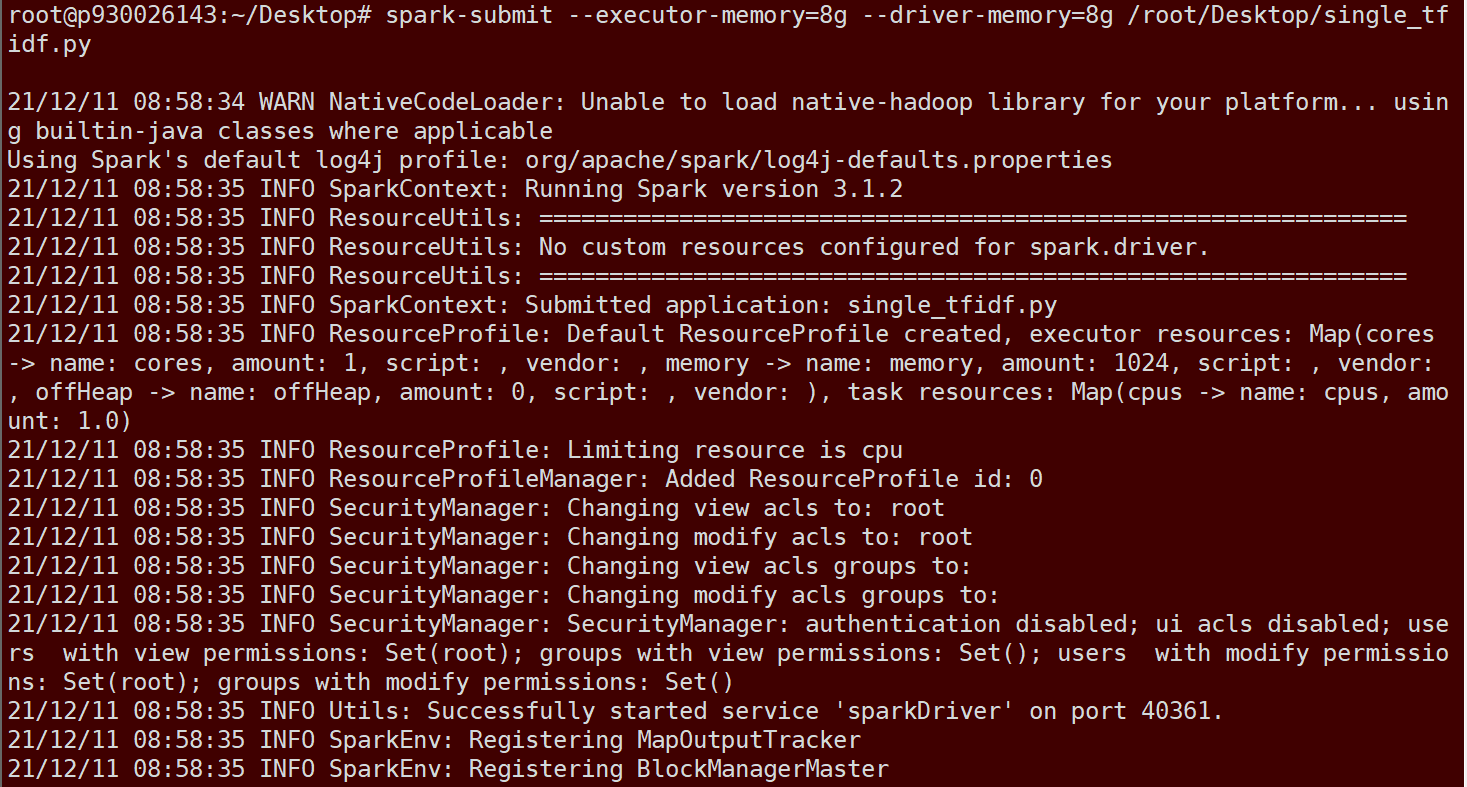 root@p930026143:~/Desktop# spark-submit --executor-memory=8g --driver-memory=8g /root/Desktop/single_tf
idf.py
21/12/11 08:58:34 WARN NativeCodeLoader: Unable to load native-hadoop library for your platform... usin
g builtin-java classes where applicable
Using Spark's default log4j profile: org/apache/spark/log4j-defaults.properties
21/12/11 08:58:35 INFO SparkContext: Running Spark version 3.1.2
21/12/11 08:58:35 INFO ResourceUtils: ==============================================================
21/12/11 08:58:35 INFO ResourceUtils: No custom resources configured for spark.driver.
21/12/11 08:58:35 INFO ResourceUtils: ==============================================================
21/12/11 08:58:35 INFO SparkContext: Submitted application: single_tfidf.py
21/12/11 08:58:35 INFO ResourceProfile: Default ResourceProfile created, executor resources: Map(cores 
-> name: cores, amount: 1, script: , vendor: , memory -> name: memory, amount: 1024, script: , vendor: 
, offHeap -> name: offHeap, amount: 0, script: , vendor: ), task resources: Map(cpus -> name: cpus, amo
unt: 1.0)
21/12/11 08:58:35 INFO ResourceProfile: Limiting resource is cpu
21/12/11 08:58:35 INFO ResourceProfileManager: Added ResourceProfile id: 0
21/12/11 08:58:35 INFO SecurityManager: Changing view acls to: root
21/12/11 08:58:35 INFO SecurityManager: Changing modify acls to: root
21/12/11 08:58:35 INFO SecurityManager: Changing view acls groups to:
21/12/11 08:58:35 INFO SecurityManager: Changing modify acls groups to:
21/12/11 08:58:35 INFO SecurityManager: SecurityManager: authentication disabled; ui acls disabled; use
rs  with view permissions: Set(root); groups with view permissions: Set(); users  with modify permissio
ns: Set(root); groups with modify permissions: Set()
21/12/11 08:58:35 INFO Utils: Successfully started service 'sparkDriver' on port 40361.
21/12/11 08:58:35 INFO SparkEnv: Registering MapOutputTracker
21/12/11 08:58:35 INFO SparkEnv: Registering BlockManagerMaster